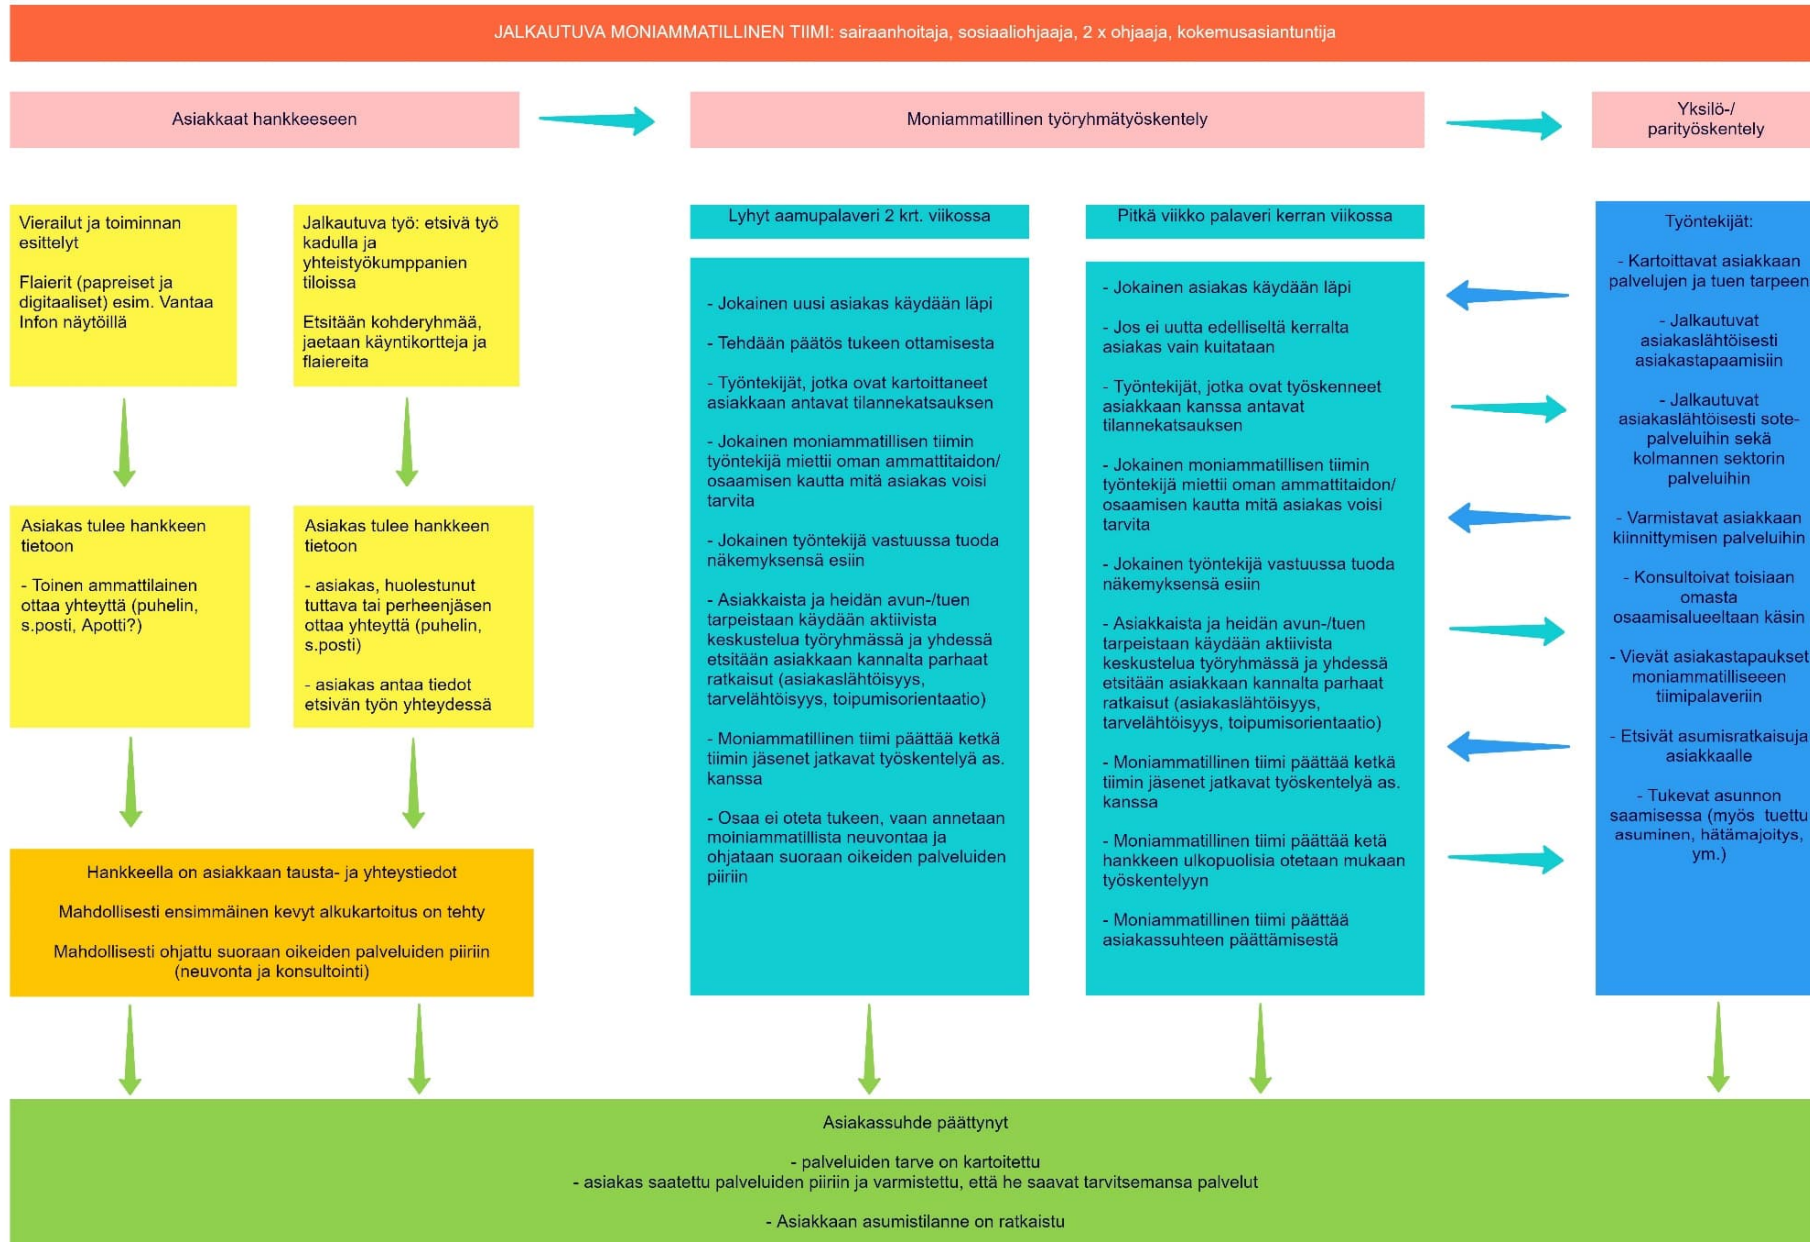 JALKAUTUVA MONIAMMATILLINEN TIIMI: sairaanhoitaja, sosiaaliohjaaja, 2 x ohjaaja, kokemusasiantuntija
Asiakkaat hankkeeseen
Moniammatillinen työryhmätyöskentely
Yksilö-/
parityöskentely
Vierailut ja toiminnan
esittelyt
Flaierit (papreiset ja
digitaaliset) esim. Vantaa
Infon näytöillä
Jalkautuva työ: etsivä työ
kadulla ja
yhteistyökumppanien
tiloissa
Etsitään kohderyhmää,
jaetaan käyntikortteja ja
flaiereita
Asiakas tulee hankkeen
tietoon
- Toinen ammattilainen
ottaa yhteyttä (puhelin,
s.posti, Apotti?)
Asiakas tulee hankkeen
tietoon
- asiakas, huolestunut
tuttava tai perheenjäsen
ottaa yhteyttä (puhelin,
s.posti)
- asiakas antaa tiedot
etsivän työn yhteydessä
Hankkeella on asiakkaan tausta- ja yhteystiedot
Mahdollisesti ensimmäinen kevyt alkukartoitus on tehty
Mahdollisesti ohjattu suoraan oikeiden palveluiden piiriin
(neuvonta ja konsultointi)
Lyhyt aamupalaveri 2 krt. viikossa
- Jokainen uusi asiakas käydään läpi
- Tehdään päätös tukeen ottamisesta
- Työntekijät, jotka ovat kartoittaneet
asiakkaan antavat tilannekatsauksen
- Jokainen moniammatillisen tiimin
työntekijä miettii oman ammattitaidon/
osaamisen kautta mitä asiakas voisi
tarvita
- Jokainen työntekijä vastuussa tuoda
näkemyksensä esiin
- Asiakkaista ja heidän avun-/tuen
tarpeistaan käydään aktiivista
keskustelua työryhmässä ja yhdessä
etsitään asiakkaan kannalta parhaat
ratkaisut (asiakaslähtöisyys,
tarvelähtöisyys, toipumisorientaatio)
- Moniammatillinen tiimi päättää ketkä
tiimin jäsenet jatkavat työskentelyä as.
kanssa
- Osaa ei oteta tukeen, vaan annetaan
moiniammatillista neuvontaa ja
ohjataan suoraan oikeiden palveluiden
piiriin
Pitkä viikko palaveri kerran viikossa
- Jokainen asiakas käydään läpi
- Jos ei uutta edelliseltä kerralta
asiakas vain kuitataan
- Työntekijät, jotka ovat työskenneet
asiakkaan kanssa antavat
tilannekatsauksen
- Jokainen moniammatillisen tiimin
työntekijä miettii oman ammattitaidon/
osaamisen kautta mitä asiakas voisi
tarvita
- Jokainen työntekijä vastuussa tuoda
näkemyksensä esiin
- Asiakkaista ja heidän avun-/tuen
tarpeistaan käydään aktiivista
keskustelua työryhmässä ja yhdessä
etsitään asiakkaan kannalta parhaat
ratkaisut (asiakaslähtöisyys,
tarvelähtöisyys, toipumisorientaatio)
- Moniammatillinen tiimi päättää ketkä
tiimin jäsenet jatkavat työskentelyä as.
kanssa
- Moniammatillinen tiimi päättää ketä
hankkeen ulkopuolisia otetaan mukaan
työskentelyyn
- Moniammatillinen tiimi päättää
asiakassuhteen päättämisestä
Työntekijät:
- Kartoittavat asiakkaan
palvelujen ja tuen tarpeen
- Jalkautuvat
asiakaslähtöisesti
asiakastapaamisiin
- Jalkautuvat
asiakaslähtöisesti sote-
palveluihin sekä
kolmannen sektorin
palveluihin
- Varmistavat asiakkaan
kiinnittymisen palveluihin
- Konsultoivat toisiaan
omasta
osaamisalueeltaan käsin
- Vievät asiakastapaukset
moniammatilliseeen
tiimipalaveriin
- Etsivät asumisratkaisuja
asiakkaalle
- Tukevat asunnon
saamisessa (myös tuettu
asuminen, hätämajoitys,
ym.)
Asiakassuhde päättynyt
- palveluiden tarve on kartoitettu
- asiakas saatettu palveluiden piiriin ja varmistettu, että he saavat tarvitsemansa palvelut
- Asiakkaan asumistilanne on ratkaistu